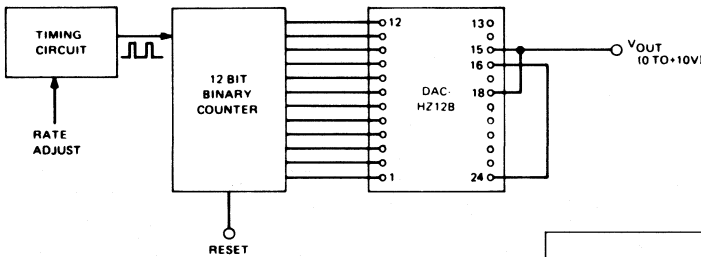 TIMING
CIRCUIT
RATE
ADJUST
12 BIT
BINARY
COUNTER
RESET
12
1
DAC-
HZ12B
13
15
16
18
24
VOUT
(0 TO+10V)